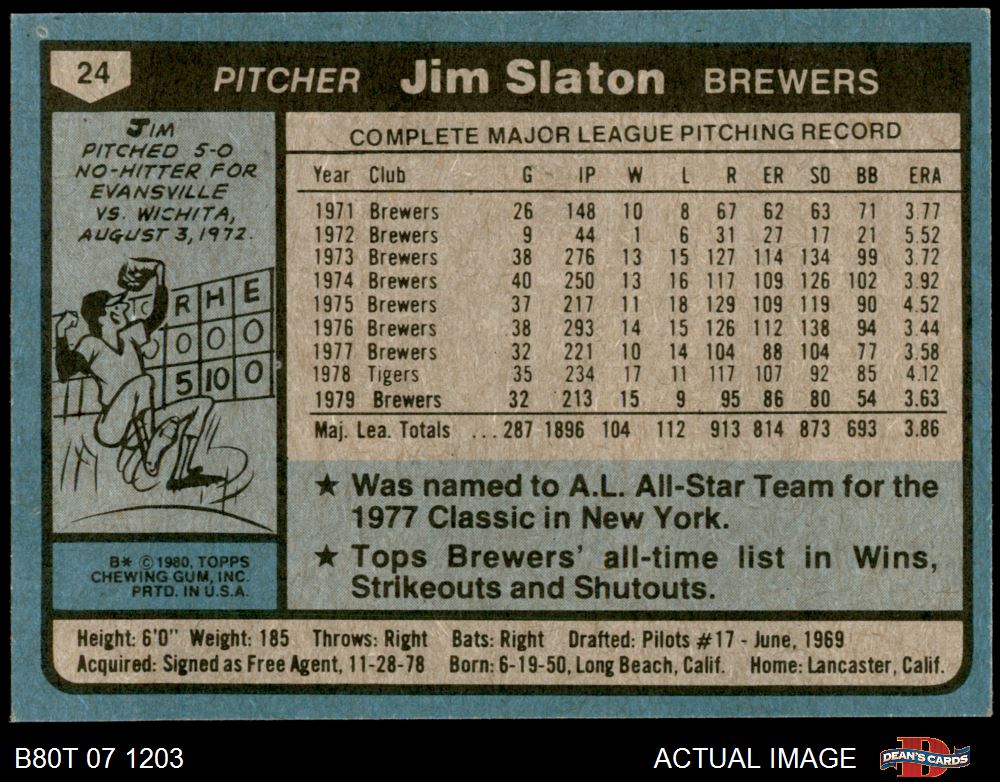 24
PITCHER Jim Slaton BREWERS
JIM
PITCHED 5-0
NO-HITTER FOR
EVANSVILLE
VS. WICHITA,
AUGUST 3, 1972.
R H E
0 0 0
5 10 0
COMPLETE MAJOR LEAGUE PITCHING RECORD
Year Club G IP W L R ER SO BB ERA
1971 Brewers 26 148 10 8 67 62 63 71 3.77
1972 Brewers 9 44 1 6 31 27 17 21 5.52
1973 Brewers 38 276 13 15 127 114 134 99 3.72
1974 Brewers 40 250 13 16 117 109 126 102 3.92
1975 Brewers 37 217 11 18 129 109 119 90 4.52
1976 Brewers 38 293 14 15 126 112 138 94 3.44
1977 Brewers 32 221 10 14 104 88 104 77 3.58
1978 Tigers 35 234 17 11 117 107 92 85 4.12
1979 Brewers 32 213 15 9 95 86 80 54 3.63
Maj. Lea. Totals ...287 1896 104 112 913 814 873 693 3.86
★ Was named to A.L. All-Star Team for the
1977 Classic in New York.
★ Tops Brewers' all-time list in Wins,
Strikeouts and Shutouts.
B* © 1980, TOPPS
CHEWING GUM, INC.
PRTD. IN U.S.A.
Height: 6'0" Weight: 185 Throws: Right Bats: Right Drafted: Pilots #17 - June, 1969
Acquired: Signed as Free Agent, 11-28-78 Born: 6-19-50, Long Beach, Calif. Home: Lancaster, Calif.
B80T 07 1203
ACTUAL IMAGE
DEAN'S CARDS